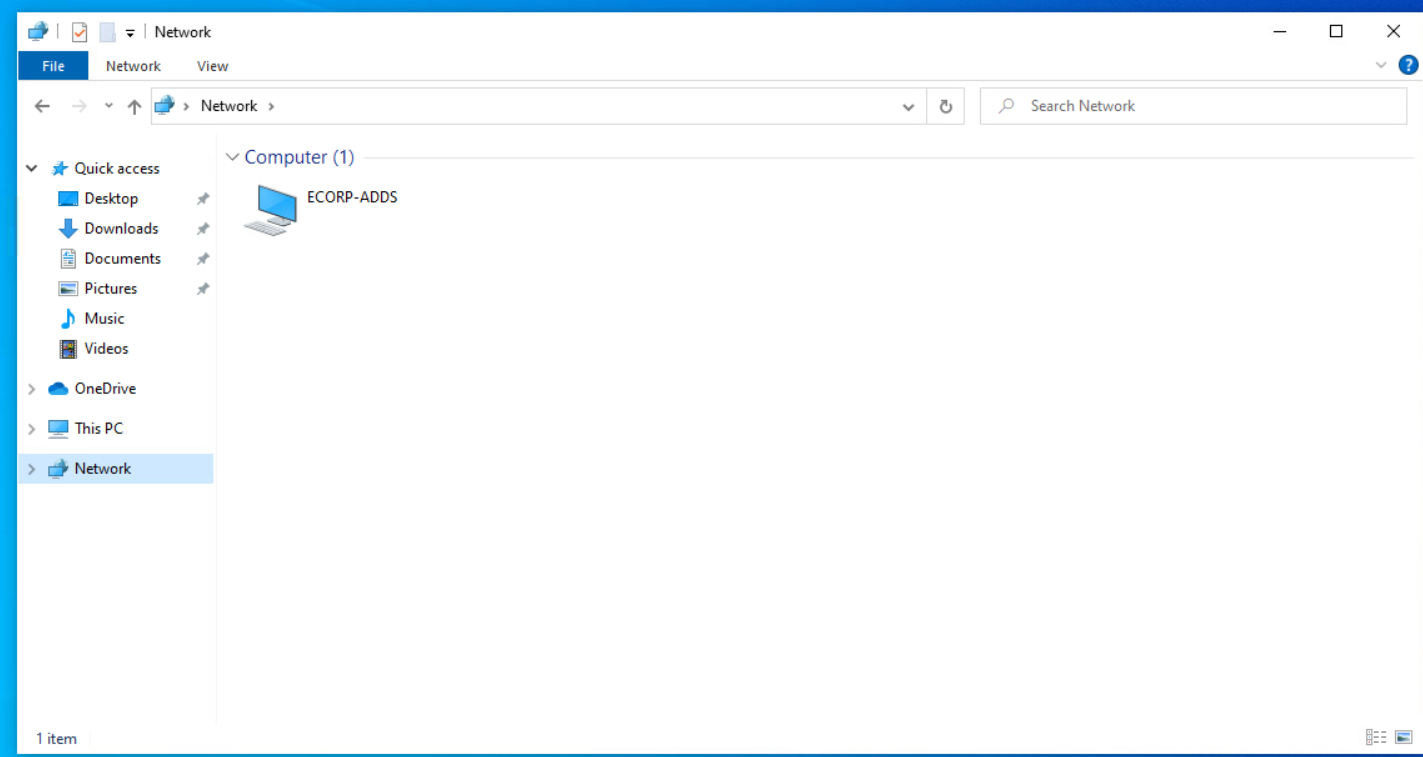 Network
File Network View
Network
Search Network
Quick access
Desktop
Downloads
Documents
Pictures
Music
Videos
OneDrive
This PC
Network
Computer (1)
ECORP-ADDS
1 item